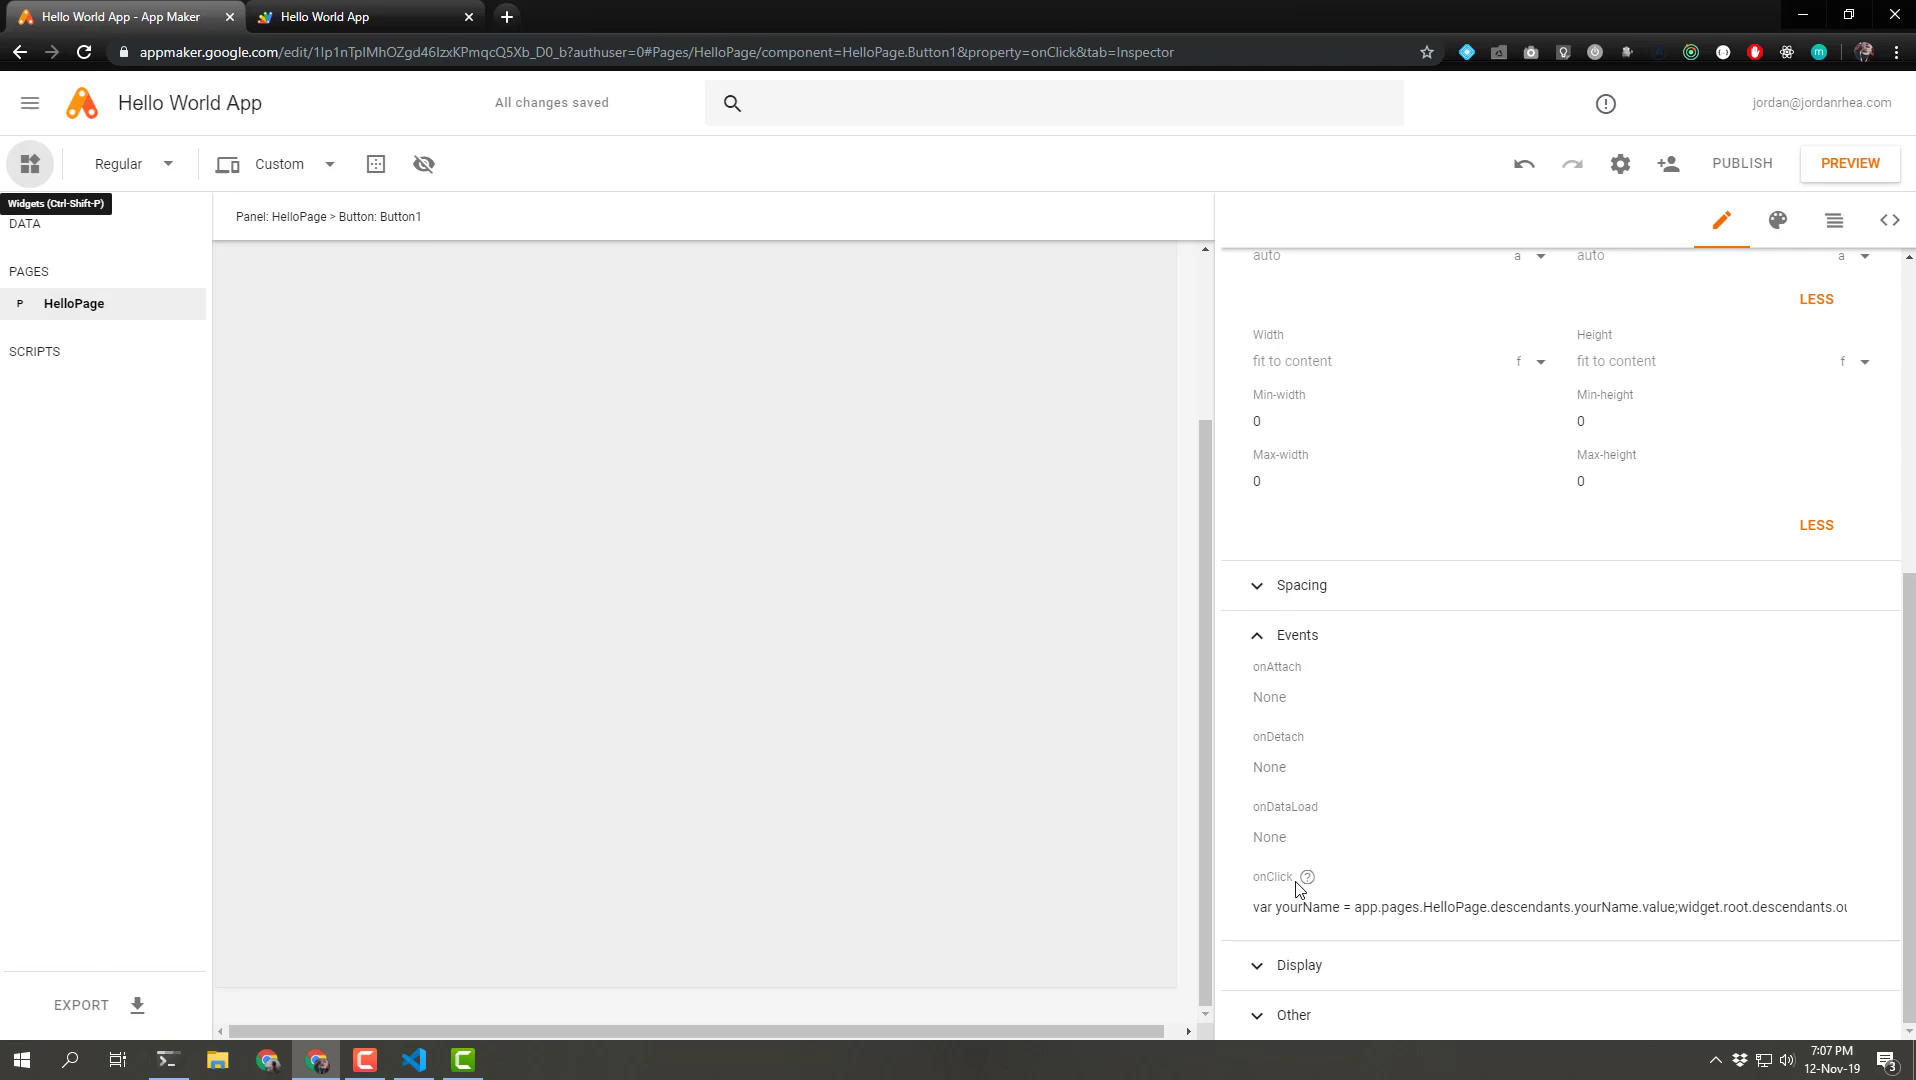 Hello World App - App Maker
Hello World App
appmaker.google.com/edit/1lp1nTpIMhOZgd46IzxKPmqcQ5Xb_D0_b?authuser=0#Pages/HelloPage/component=HelloPage.Button1&property=onClick&tab=Inspector
Hello World App
All changes saved
jordan@jordanrhea.com
Regular
Custom
PUBLISH
PREVIEW
Widgets (Ctrl-Shift-P)
DATA
Panel: HelloPage > Button: Button1
PAGES
P HelloPage
SCRIPTS
auto a
auto a
LESS
Width
Height
fit to content f
fit to content f
Min-width
Min-height
0
0
Max-width
Max-height
0
0
LESS
Spacing
Events
onAttach
None
onDetach
None
onDataLoad
None
onClick
var yourName = app.pages.HelloPage.descendants.yourName.value;widget.root.descendants.ou
Display
Other
EXPORT
7:07 PM
12-Nov-19
3